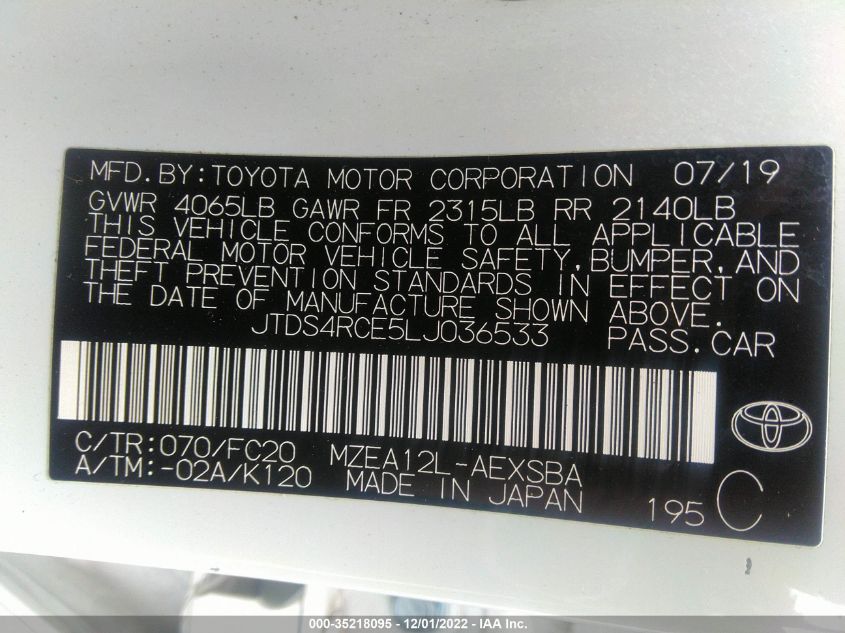 MFD. BY: TOYOTA MOTOR CORPORATION 07/19
GVWR 4065LB GAWR FR 2315LB RR 2140LB
THIS VEHICLE CONFORMS TO ALL APPLICABLE
FEDERAL MOTOR VEHICLE SAFETY, BUMPER, AND
THEFT PREVENTION STANDARDS IN EFFECT ON
THE DATE OF MANUFACTURE SHOWN ABOVE.
JTDS4RCE5LJ036533 PASS. CAR
C/TR: 070/FC20 MZEA12L-AEXSBA
A/TM: -02A/K120 MADE IN JAPAN
195 C
000-35218095 - 12/01/2022 - IAA Inc.